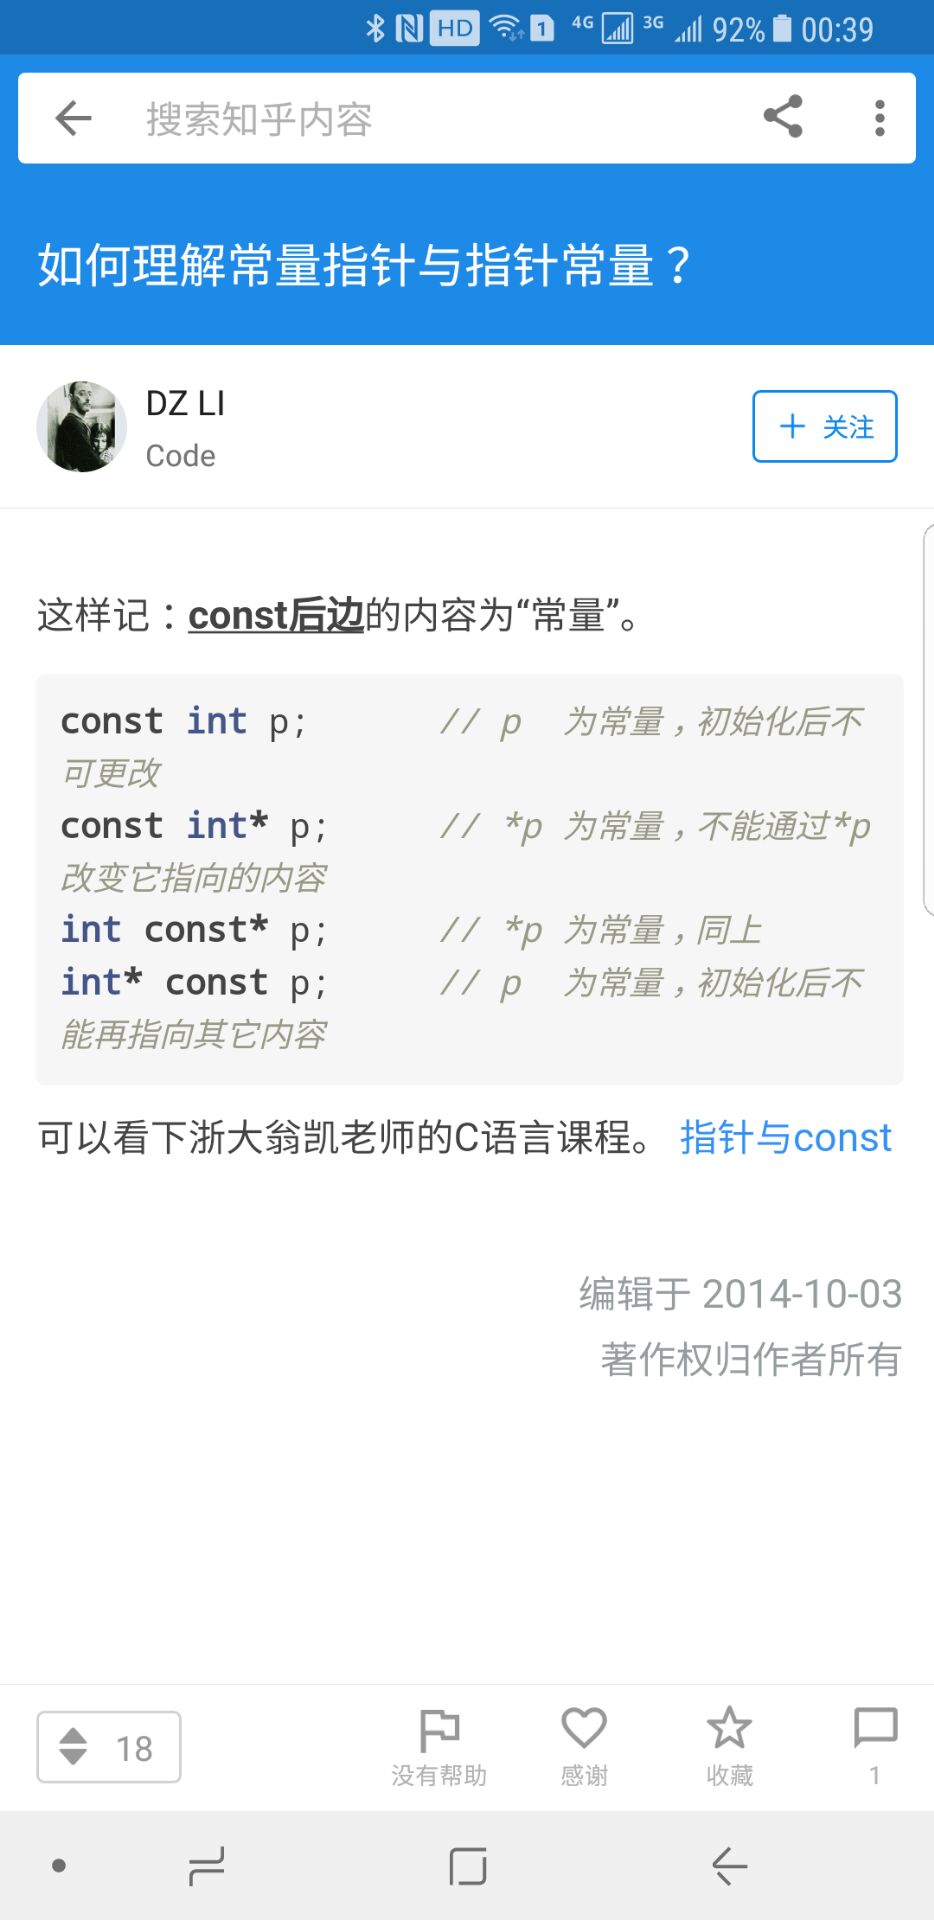 HD 1 4G 3G 92% 00:39
搜索知乎内容
如何理解常量指针与指针常量？
DZ LI
Code
+ 关注
这样记：const后边的内容为“常量”。
const int p;      // p  为常量，初始化后不
可更改
const int* p;     // *p 为常量，不能通过*p
改变它指向的内容
int const* p;     // *p 为常量，同上
int* const p;     // p  为常量，初始化后不
能再指向其它内容
可以看下浙大翁凯老师的C语言课程。 指针与const
编辑于 2014-10-03
著作权归作者所有
18
没有帮助
感谢
收藏
1